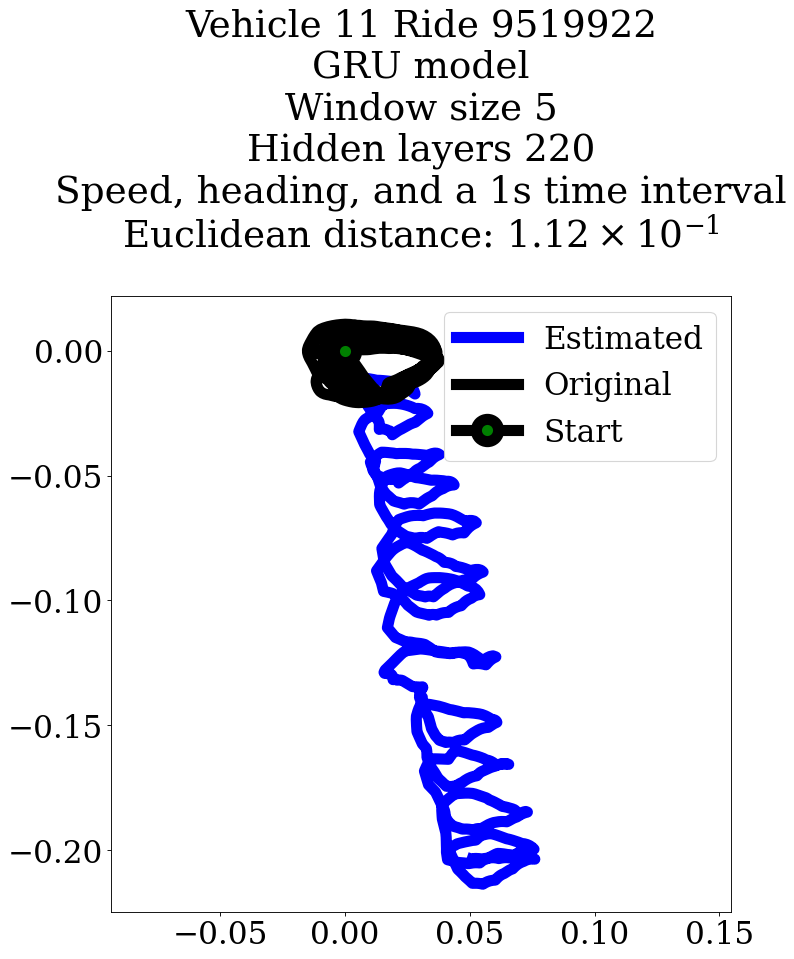 Vehicle 11 Ride 9519922
GRU model
Window size 5
Hidden layers 220
Speed, heading, and a 1s time interval
Euclidean distance: 1.12 × 10⁻¹
Estimated
Original
Start
0.00
−0.05
−0.10
−0.15
−0.20
−0.05 0.00 0.05 0.10 0.15